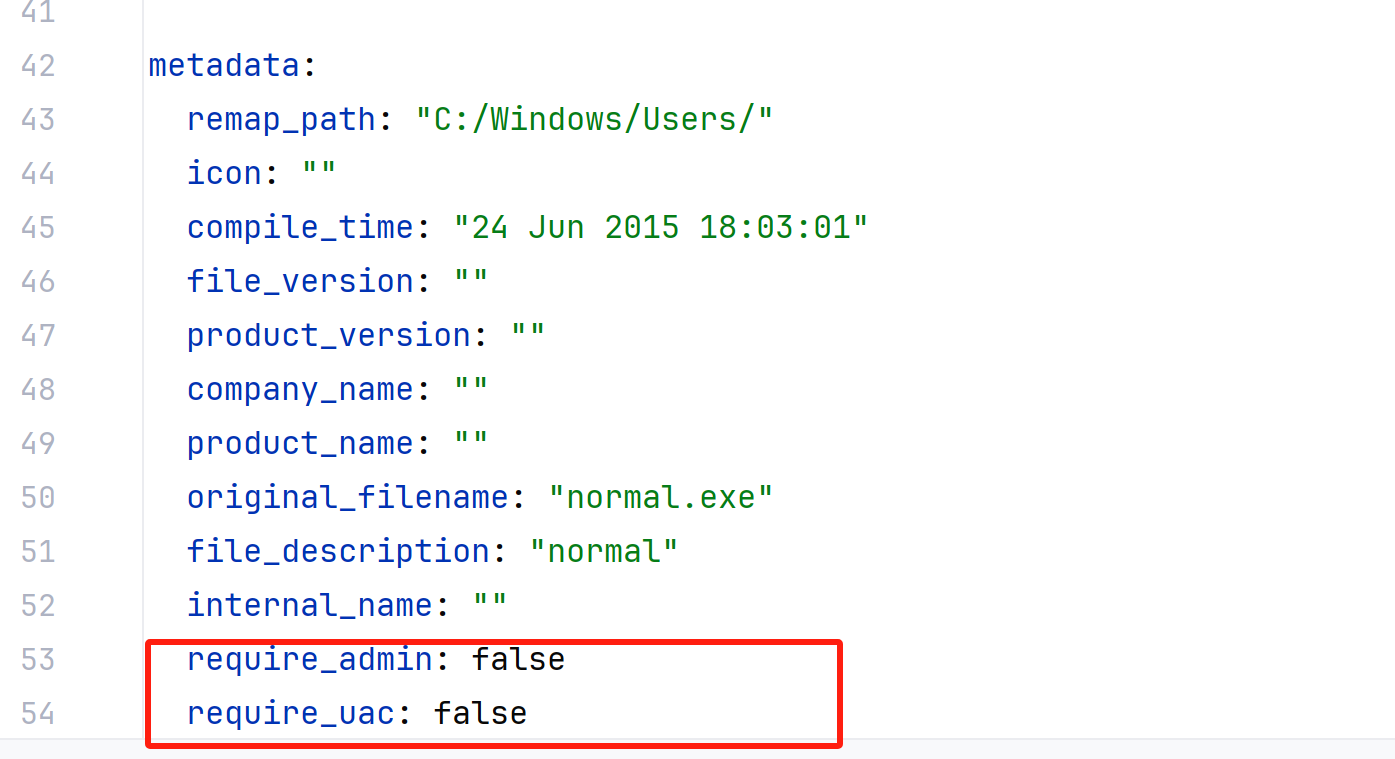 41
42 metadata:
43 remap_path: "C:/Windows/Users/"
44 icon: ""
45 compile_time: "24 Jun 2015 18:03:01"
46 file_version: ""
47 product_version: ""
48 company_name: ""
49 product_name: ""
50 original_filename: "normal.exe"
51 file_description: "normal"
52 internal_name: ""
53 require_admin: false
54 require_uac: false